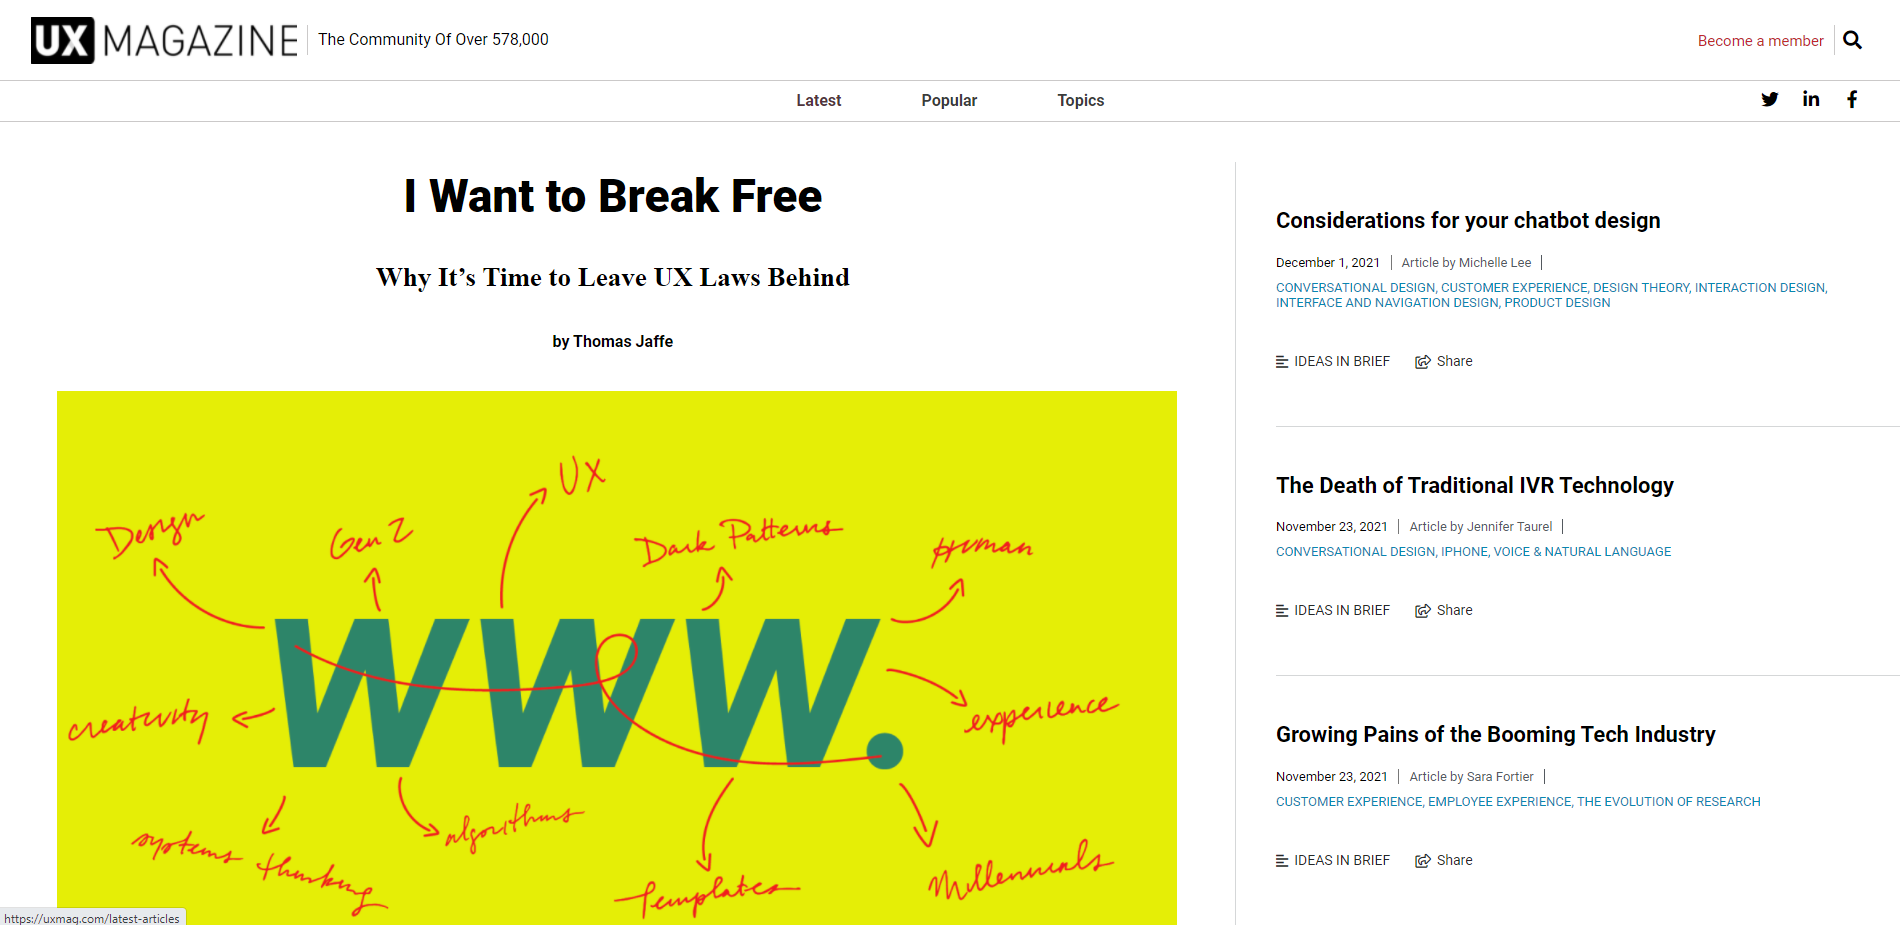 UX MAGAZINE
The Community Of Over 578,000
Become a member
Latest
Popular
Topics
I Want to Break Free
Why It’s Time to Leave UX Laws Behind
by Thomas Jaffe
UX
Design
Gen Z
Dark Patterns
Human
www.
creativity
experience
systems thinking
algorithms
Templates
Millennials
Considerations for your chatbot design
December 1, 2021 | Article by Michelle Lee |
CONVERSATIONAL DESIGN, CUSTOMER EXPERIENCE, DESIGN THEORY, INTERACTION DESIGN,
INTERFACE AND NAVIGATION DESIGN, PRODUCT DESIGN
IDEAS IN BRIEF
Share
The Death of Traditional IVR Technology
November 23, 2021 | Article by Jennifer Taurel |
CONVERSATIONAL DESIGN, IPHONE, VOICE & NATURAL LANGUAGE
IDEAS IN BRIEF
Share
Growing Pains of the Booming Tech Industry
November 23, 2021 | Article by Sara Fortier |
CUSTOMER EXPERIENCE, EMPLOYEE EXPERIENCE, THE EVOLUTION OF RESEARCH
IDEAS IN BRIEF
Share
https://uxmag.com/latest-articles